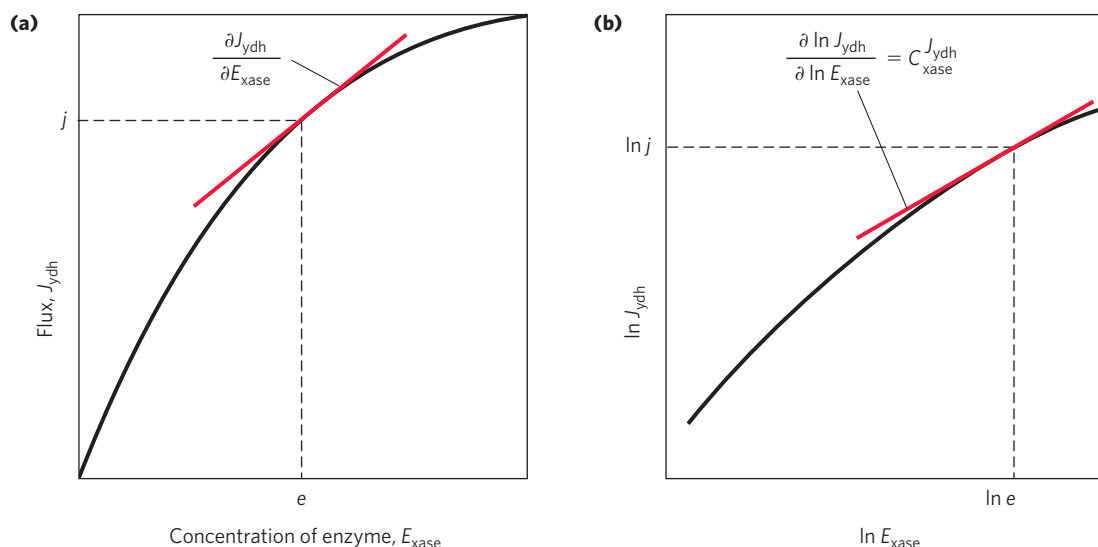 (a)
∂J_ydh
∂E_xase
j
Flux, J_ydh
e
Concentration of enzyme, E_xase
(b)
∂ ln J_ydh
∂ ln E_xase
= C^J_ydh_xase
ln j
ln J_ydh
ln e
ln E_xase